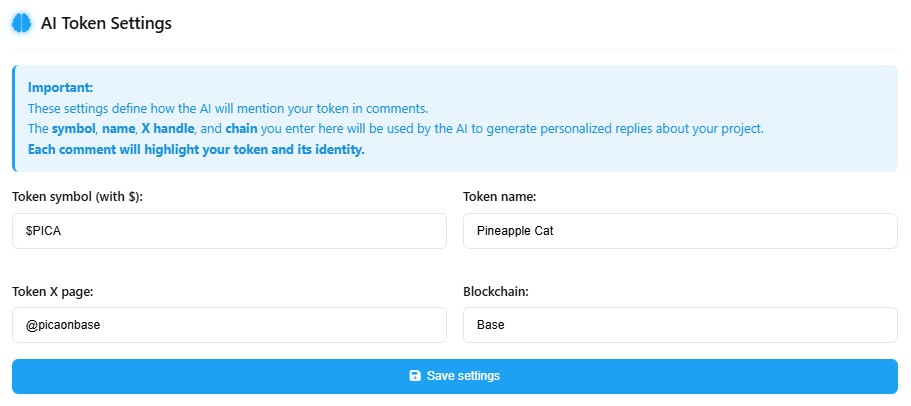 AI Token Settings
Important:
These settings define how the AI will mention your token in comments.
The symbol, name, X handle, and chain you enter here will be used by the AI to generate personalized replies about your project.
Each comment will highlight your token and its identity.
Token symbol (with $):
$PICA
Token name:
Pineapple Cat
Token X page:
@picaonbase
Blockchain:
Base
Save settings